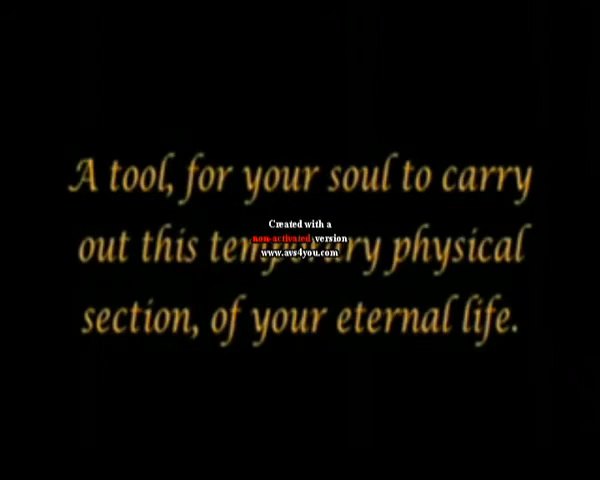 A tool, for your soul to carry
Created with a
non-activated version
out this temporary physical
www.avs4you.com
section, of your eternal life.